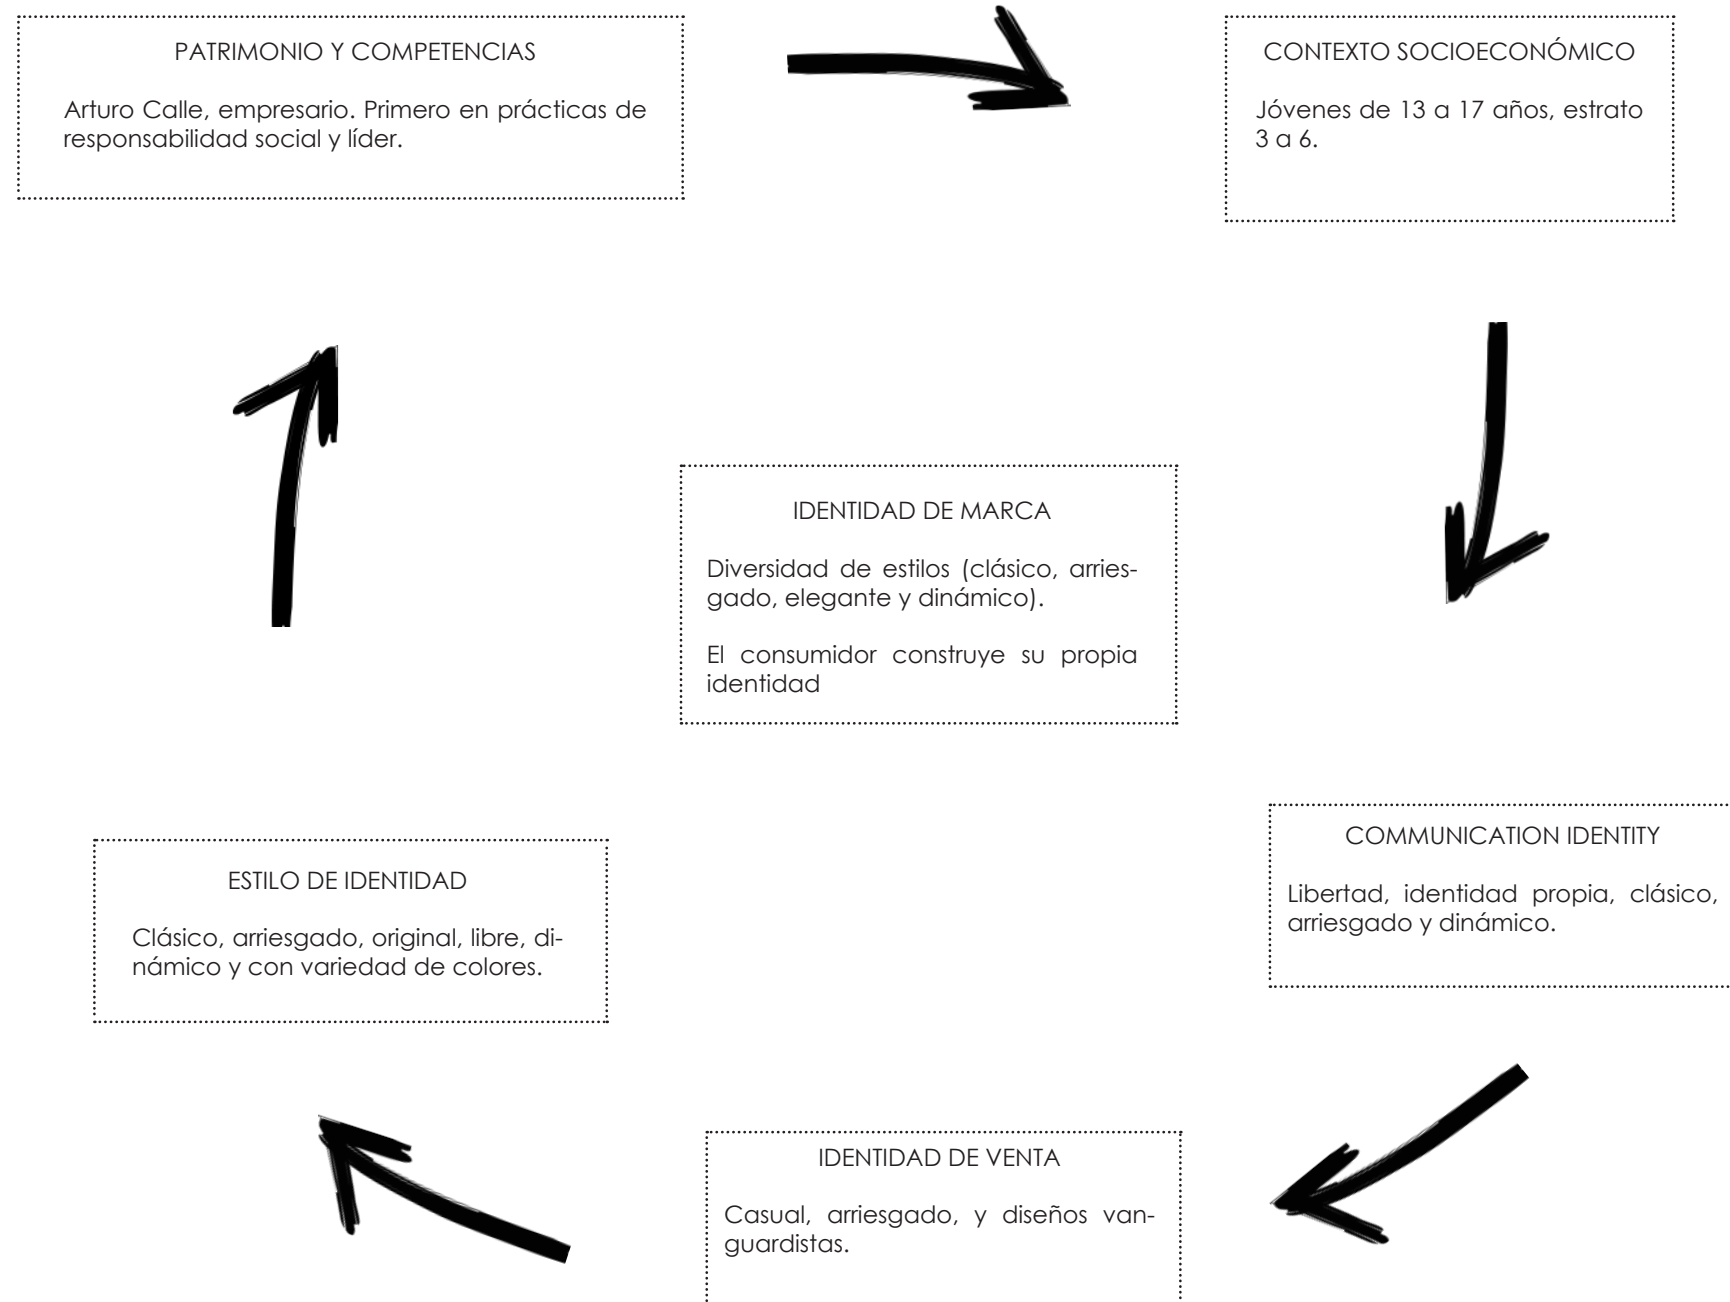 PATRIMONIO Y COMPETENCIAS
Arturo Calle, empresario. Primero en prácticas de
responsabilidad social y líder.
CONTEXTO SOCIOECONÓMICO
Jóvenes de 13 a 17 años, estrato
3 a 6.
IDENTIDAD DE MARCA
Diversidad de estilos (clásico, arries-
gado, elegante y dinámico).
El consumidor construye su propia
identidad
COMMUNICATION IDENTITY
Libertad, identidad propia, clásico,
arriesgado y dinámico.
ESTILO DE IDENTIDAD
Clásico, arriesgado, original, libre, di-
námico y con variedad de colores.
IDENTIDAD DE VENTA
Casual, arriesgado, y diseños van-
guardistas.